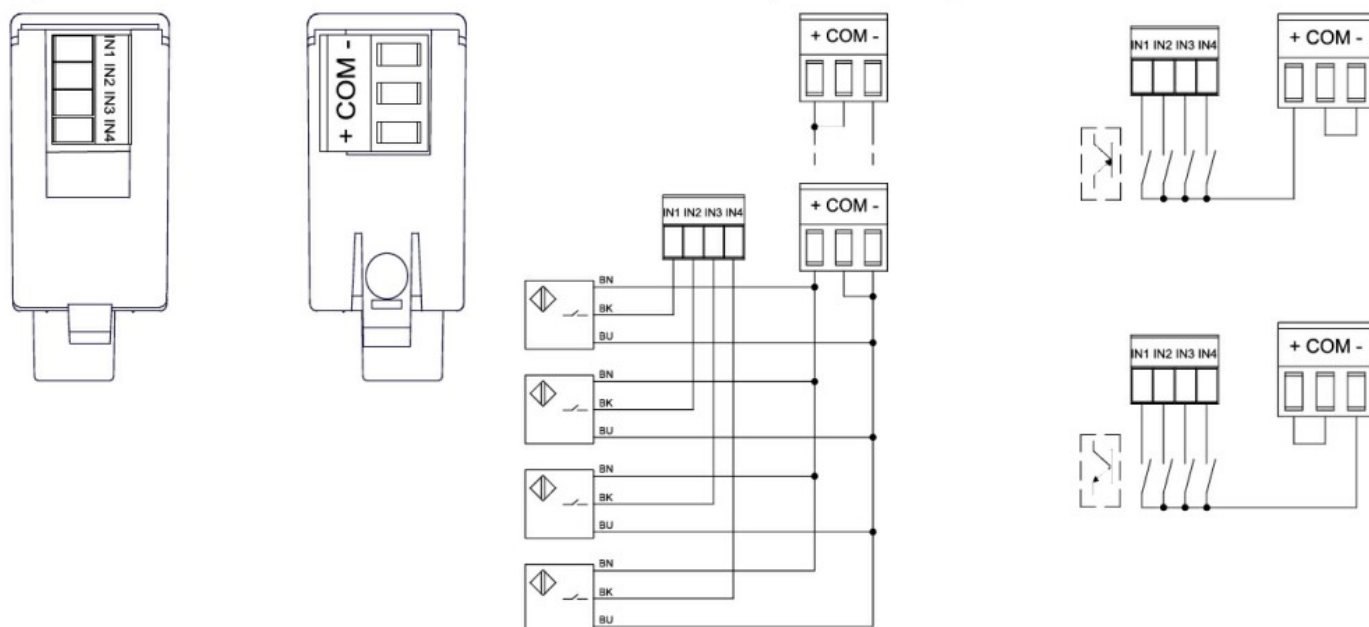 IN1 IN2 IN3 IN4
+ COM -
+ COM -
IN1 IN2 IN3 IN4
+ COM -
BN
BK
BU
BN
BK
BU
BN
BK
BU
BN
BK
BU
IN1 IN2 IN3 IN4
+ COM -
IN1 IN2 IN3 IN4
+ COM -